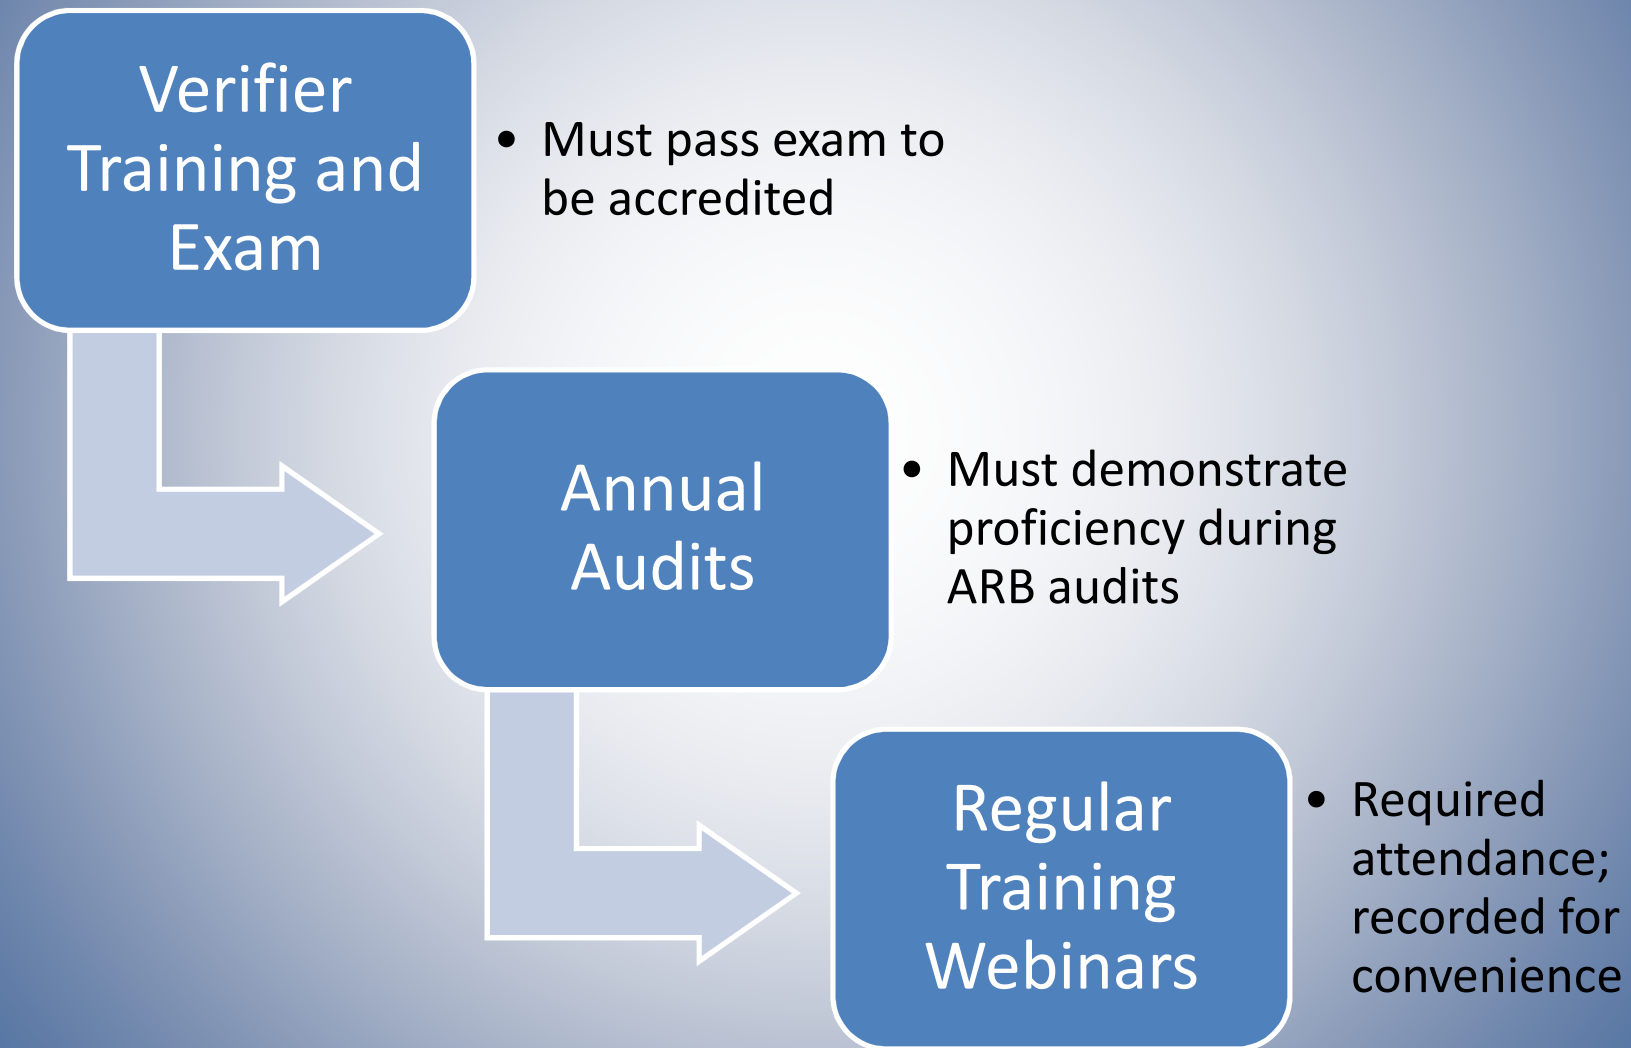 Verifier
Training and
Exam
• Must pass exam to
be accredited
Annual
Audits
• Must demonstrate
proficiency during
ARB audits
Regular
Training
Webinars
• Required
attendance;
recorded for
convenience